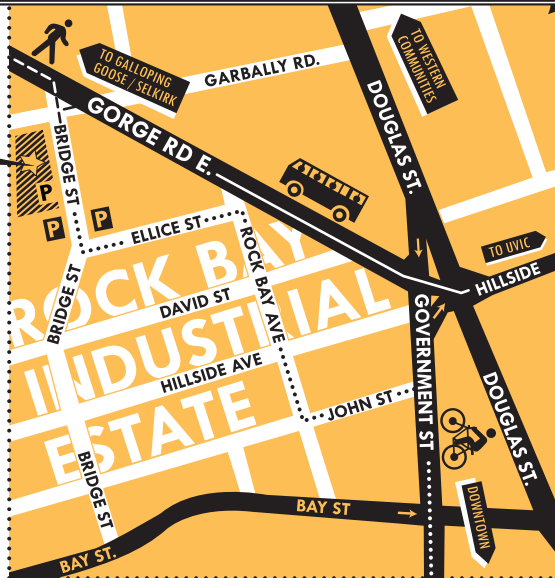 TO GALLOPING
GOOSE / SELKIRK
GARBALLY RD.
TO WESTERN
COMMUNITIES
DOUGLAS ST.
GORGE RD E.
BRIDGE ST
P
P
P
ELLICE ST
ROCK BAY AVE
TO UVIC
HILLSIDE
ROCK BAY
INDUSTRIAL
ESTATE
BRIDGE ST
DAVID ST
HILLSIDE AVE
GOVERNMENT ST
JOHN ST
DOUGLAS ST.
BRIDGE ST
BAY ST
DOWNTOWN
BAY ST.